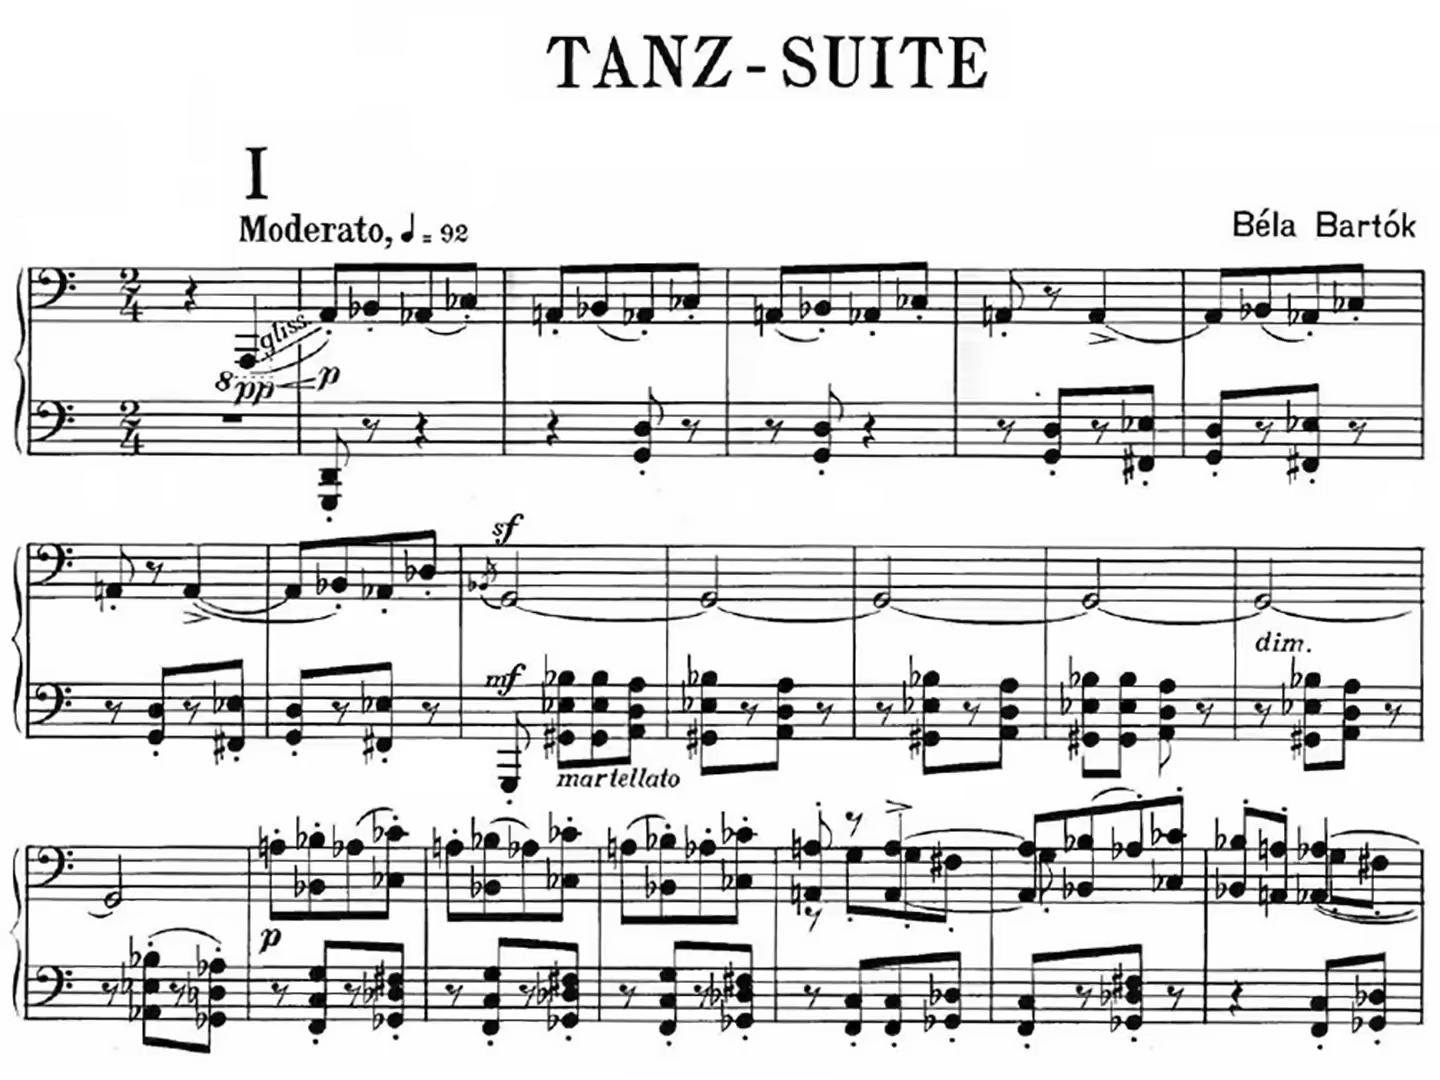 TANZ-SUITE
I
Moderato, ♩= 92
Béla Bartók
gliss.
8 pp p
sf
dim.
mf
martellato
p